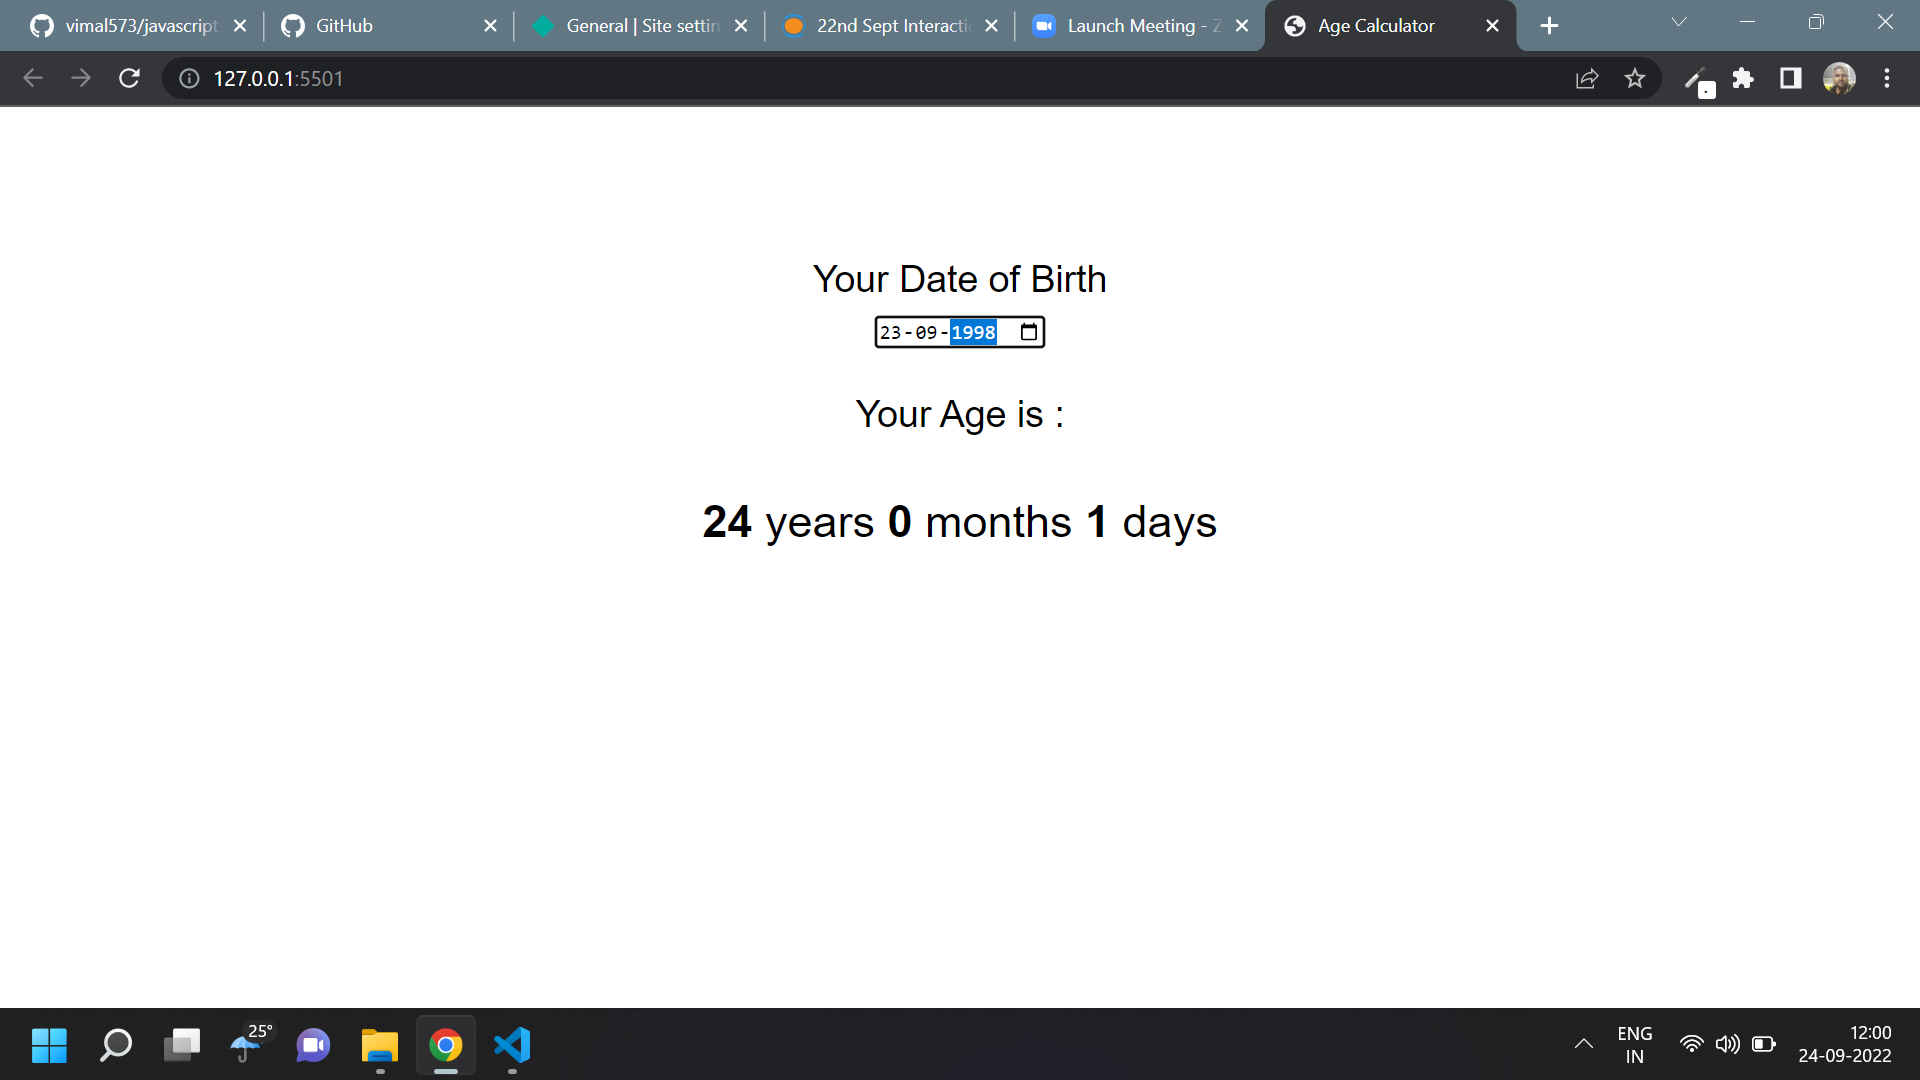 vimal573/javascript
GitHub
General | Site settin
22nd Sept Interacti
Launch Meeting - Z
Age Calculator
127.0.0.1:5501
Your Date of Birth
23-09-1998
Your Age is :
24 years 0 months 1 days
25°
ENG
IN
12:00
24-09-2022